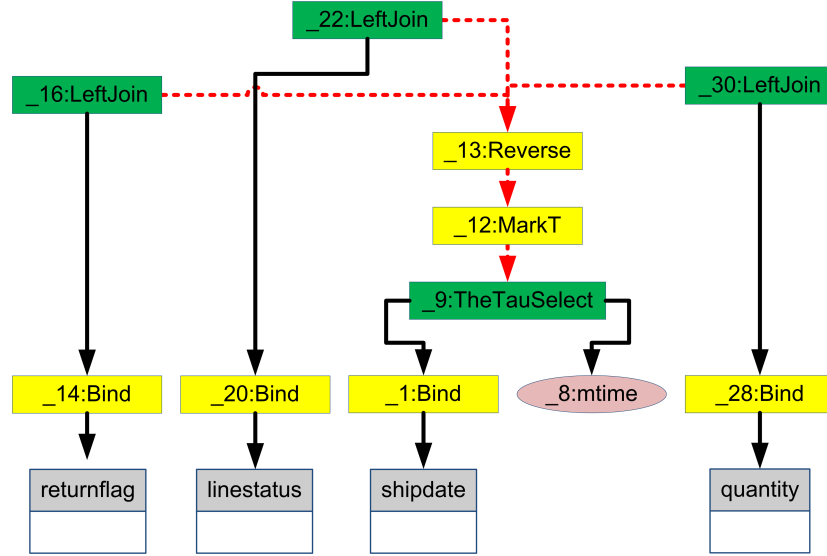 _22:LeftJoin
_16:LeftJoin
_30:LeftJoin
_13:Reverse
_12:MarkT
_9:TheTauSelect
_14:Bind
_20:Bind
_1:Bind
_8:mtime
_28:Bind
returnflag
linestatus
shipdate
quantity